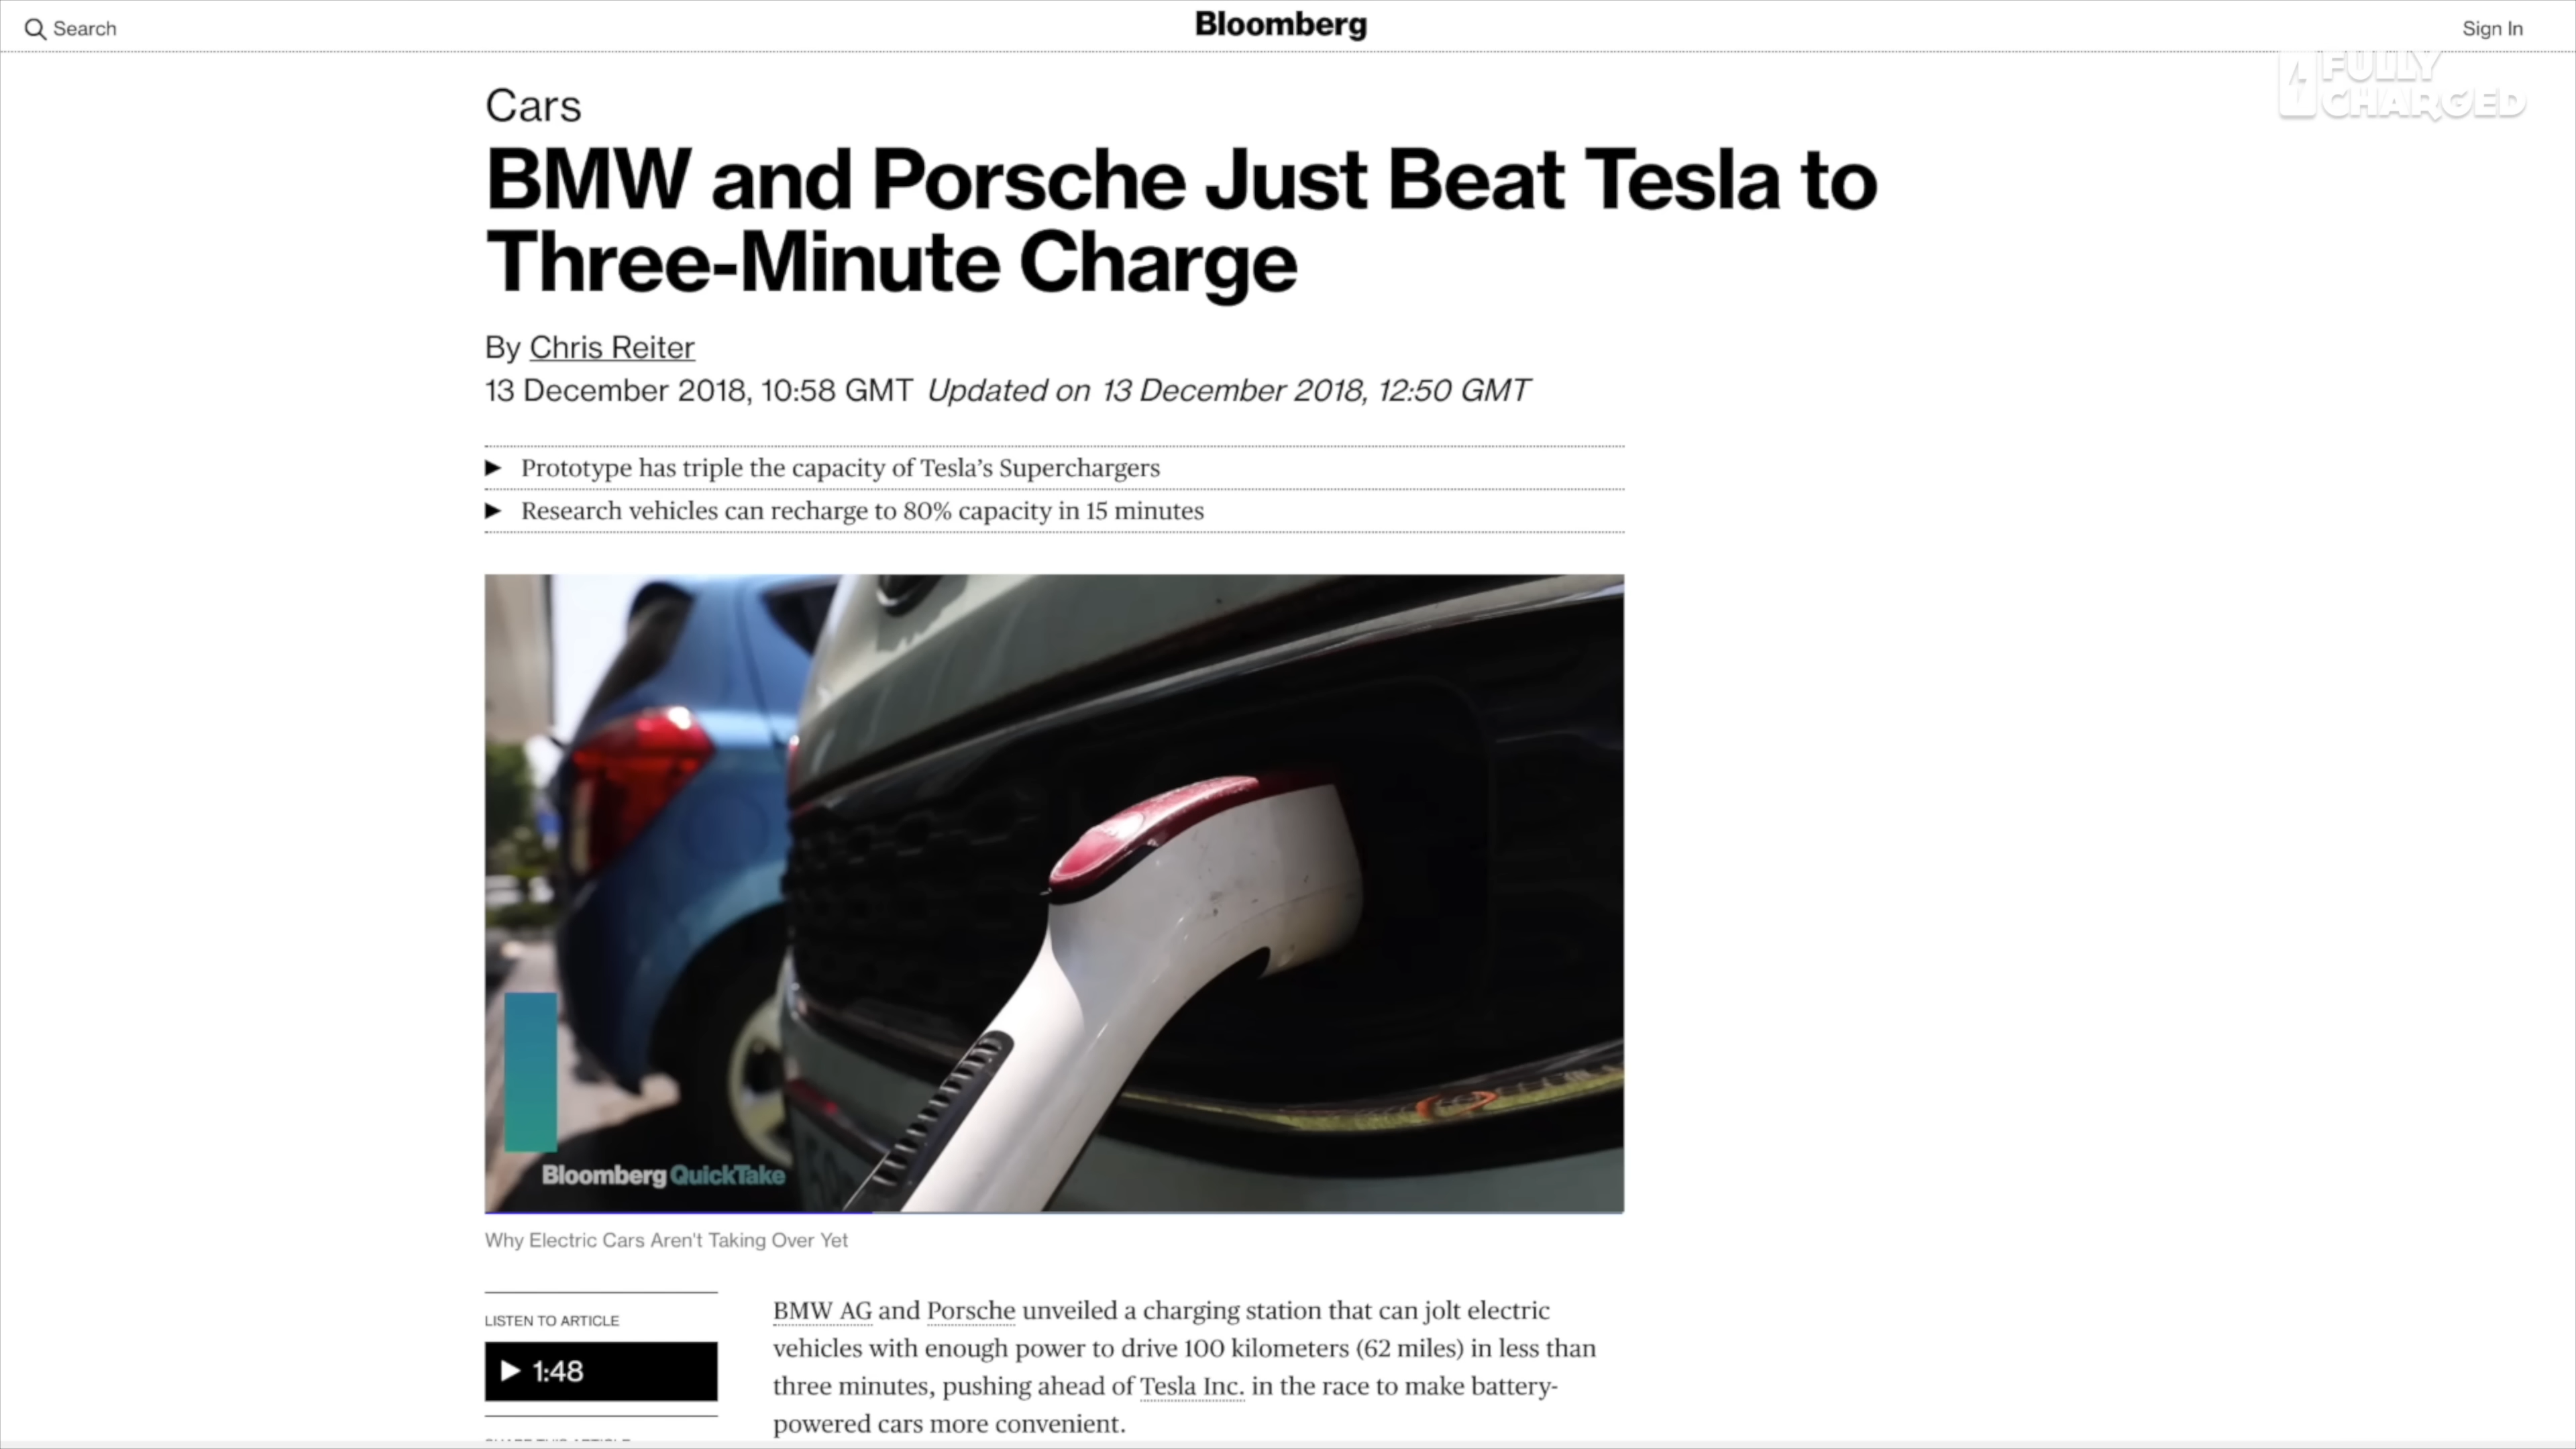 Search
Bloomberg
Sign In
FULLY
CHARGED
Cars
BMW and Porsche Just Beat Tesla to
Three-Minute Charge
By Chris Reiter
13 December 2018, 10:58 GMT Updated on 13 December 2018, 12:50 GMT
▶ Prototype has triple the capacity of Tesla’s Superchargers
▶ Research vehicles can recharge to 80% capacity in 15 minutes
Bloomberg QuickTake
Why Electric Cars Aren't Taking Over Yet
LISTEN TO ARTICLE
1:48
BMW AG and Porsche unveiled a charging station that can jolt electric
vehicles with enough power to drive 100 kilometers (62 miles) in less than
three minutes, pushing ahead of Tesla Inc. in the race to make battery-
powered cars more convenient.